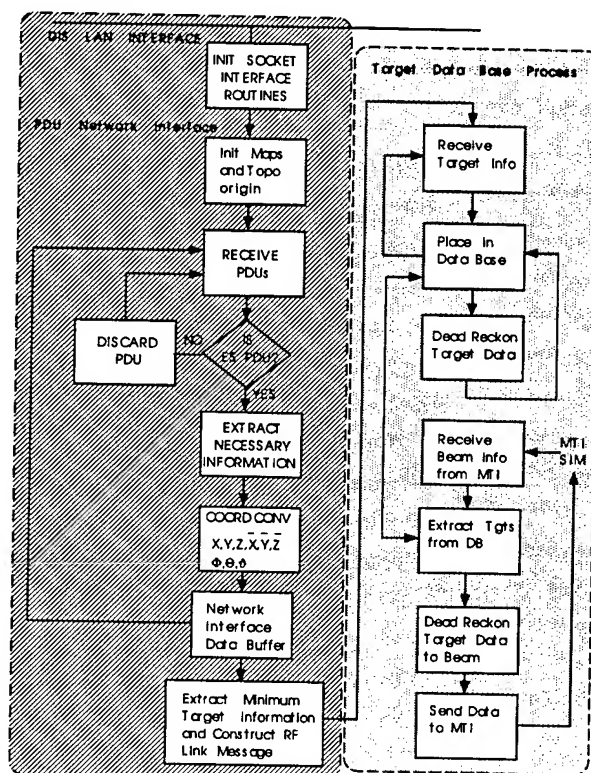 DIS LAN INTERFACE
INIT SOCKET
INTERFACE
ROUTINES
PDU Network Interface
Init Maps
and Topo
origin
RECEIVE
PDUs
DISCARD
PDU
NO
IS
ES PDU?
YES
EXTRACT
NECESSARY
INFORMATION
COORD CONV
X,Y,Z,X,Y,Z
Φ,Θ,ϑ
Network
Interface
Data Buffer
Extract Minimum
Target Information
and Construct RF
Link Message
Target Data Base Process
Receive
Target Info
Place in
Data Base
Dead Reckon
Target Data
Receive
Beam Info
from MTI
MTI
SIM
Extract Tgts
from DB
Dead Reckon
Target Data
to Beam
Send Data
to MTI